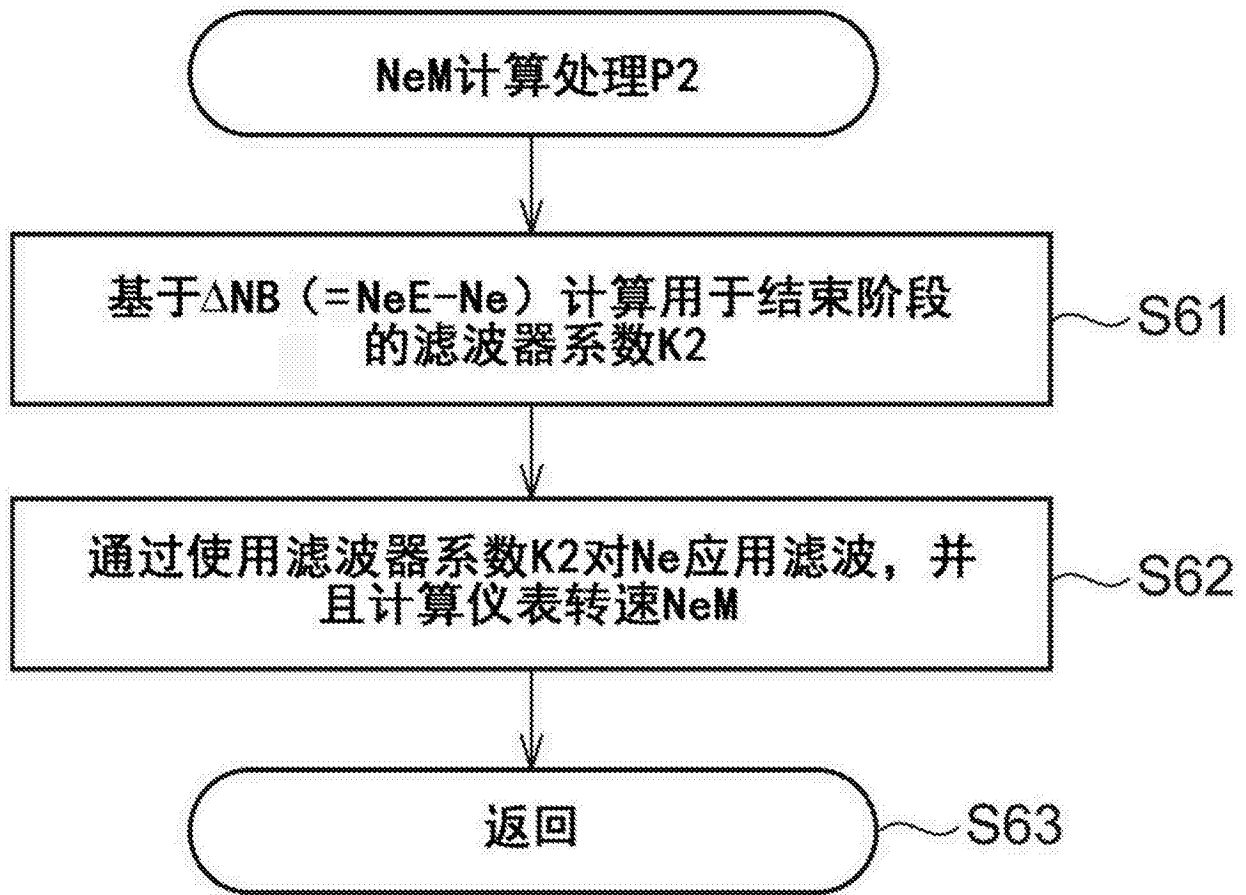 NeM计算处理P2
基于ΔNB（=NeE-Ne）计算用于结束阶段
的滤波器系数K2
S61
通过使用滤波器系数K2对Ne应用滤波，并
且计算仪表转速NeM
S62
返回
S63